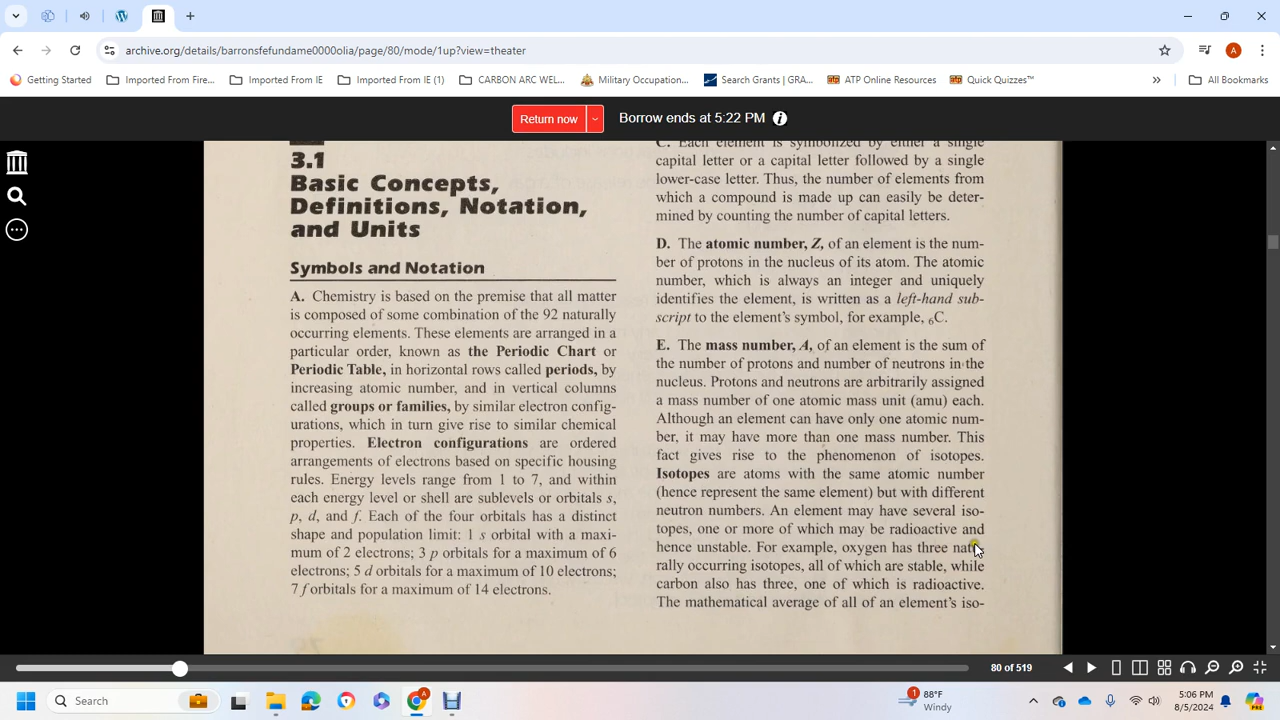 archive.org/details/barronsfefundame0000olia/page/80/mode/1up?view=theater
A
Getting Started
Imported From Fire...
Imported From IE
Imported From IE (1)
CARBON ARC WEL...
Military Occupation...
Search Grants | GRA...
ATP Online Resources
Quick Quizzes™
»
All Bookmarks
Return now
Borrow ends at 5:22 PM
3.1
Basic Concepts,
Definitions, Notation,
and Units
Symbols and Notation
A. Chemistry is based on the premise that all matter
is composed of some combination of the 92 naturally
occurring elements. These elements are arranged in a
particular order, known as the Periodic Chart or
Periodic Table, in horizontal rows called periods, by
increasing atomic number, and in vertical columns
called groups or families, by similar electron config-
urations, which in turn give rise to similar chemical
properties. Electron configurations are ordered
arrangements of electrons based on specific housing
rules. Energy levels range from 1 to 7, and within
each energy level or shell are sublevels or orbitals s,
p, d, and f. Each of the four orbitals has a distinct
shape and population limit: 1 s orbital with a maxi-
mum of 2 electrons; 3 p orbitals for a maximum of 6
electrons; 5 d orbitals for a maximum of 10 electrons;
7 f orbitals for a maximum of 14 electrons.
C. Each element is symbolized by either a single
capital letter or a capital letter followed by a single
lower-case letter. Thus, the number of elements from
which a compound is made up can easily be deter-
mined by counting the number of capital letters.
D. The atomic number, Z, of an element is the num-
ber of protons in the nucleus of its atom. The atomic
number, which is always an integer and uniquely
identifies the element, is written as a left-hand sub-
script to the element's symbol, for example, ₆C.
E. The mass number, A, of an element is the sum of
the number of protons and number of neutrons in the
nucleus. Protons and neutrons are arbitrarily assigned
a mass number of one atomic mass unit (amu) each.
Although an element can have only one atomic num-
ber, it may have more than one mass number. This
fact gives rise to the phenomenon of isotopes.
Isotopes are atoms with the same atomic number
(hence represent the same element) but with different
neutron numbers. An element may have several iso-
topes, one or more of which may be radioactive and
hence unstable. For example, oxygen has three natu-
rally occurring isotopes, all of which are stable, while
carbon also has three, one of which is radioactive.
The mathematical average of all of an element's iso-
80 of 519
Search
1
88°F
Windy
5:06 PM
8/5/2024